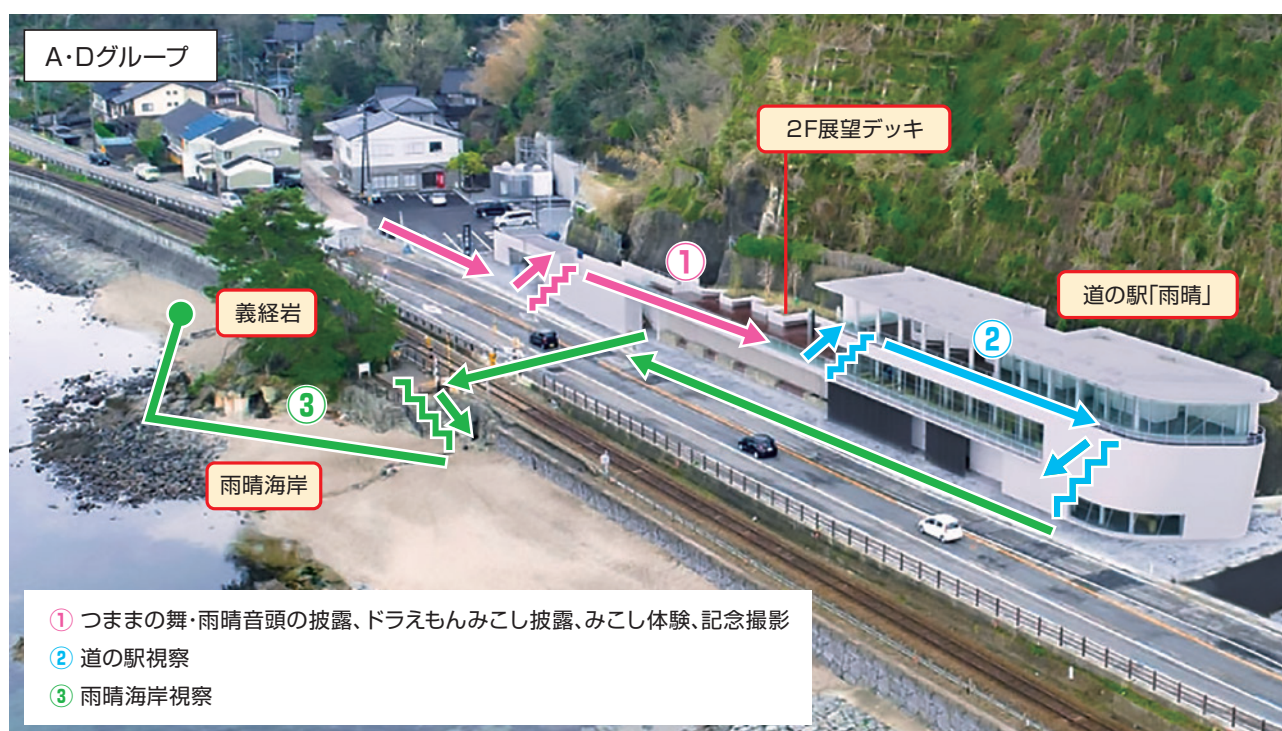 A・Dグループ
2F展望デッキ
①
道の駅「雨晴」
義経岩
②
③
雨晴海岸
① つままの舞・雨晴音頭の披露、ドラえもんみこし披露、みこし体験、記念撮影
② 道の駅視察
③ 雨晴海岸視察